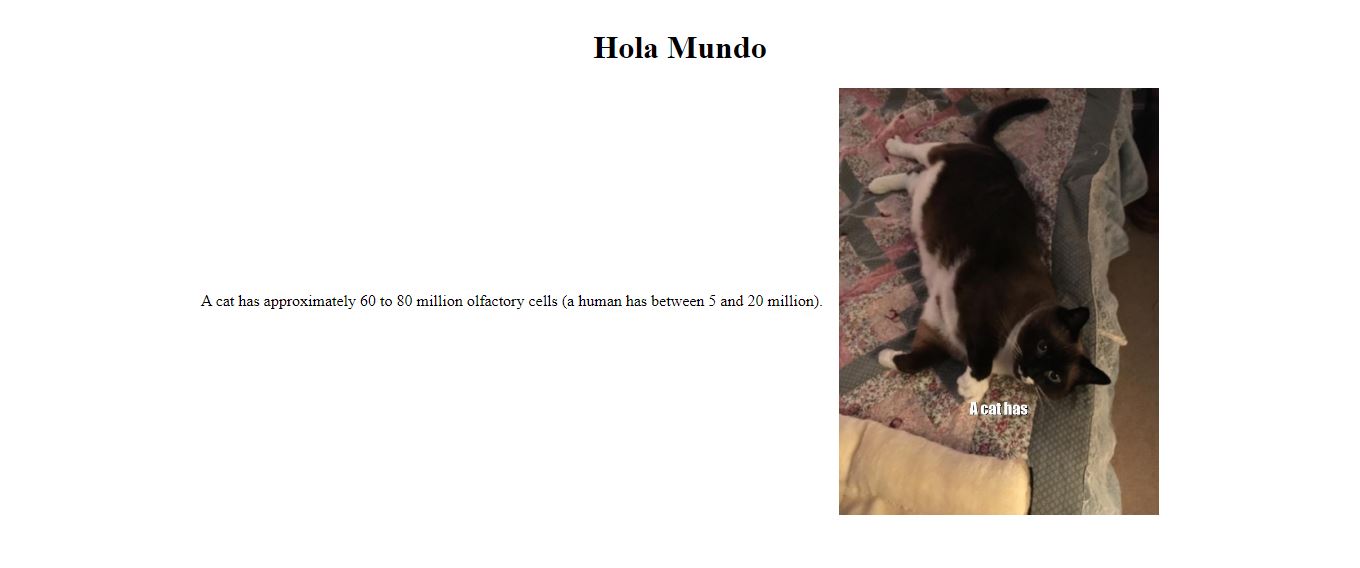 Hola Mundo
A cat has approximately 60 to 80 million olfactory cells (a human has between 5 and 20 million).
A cat has